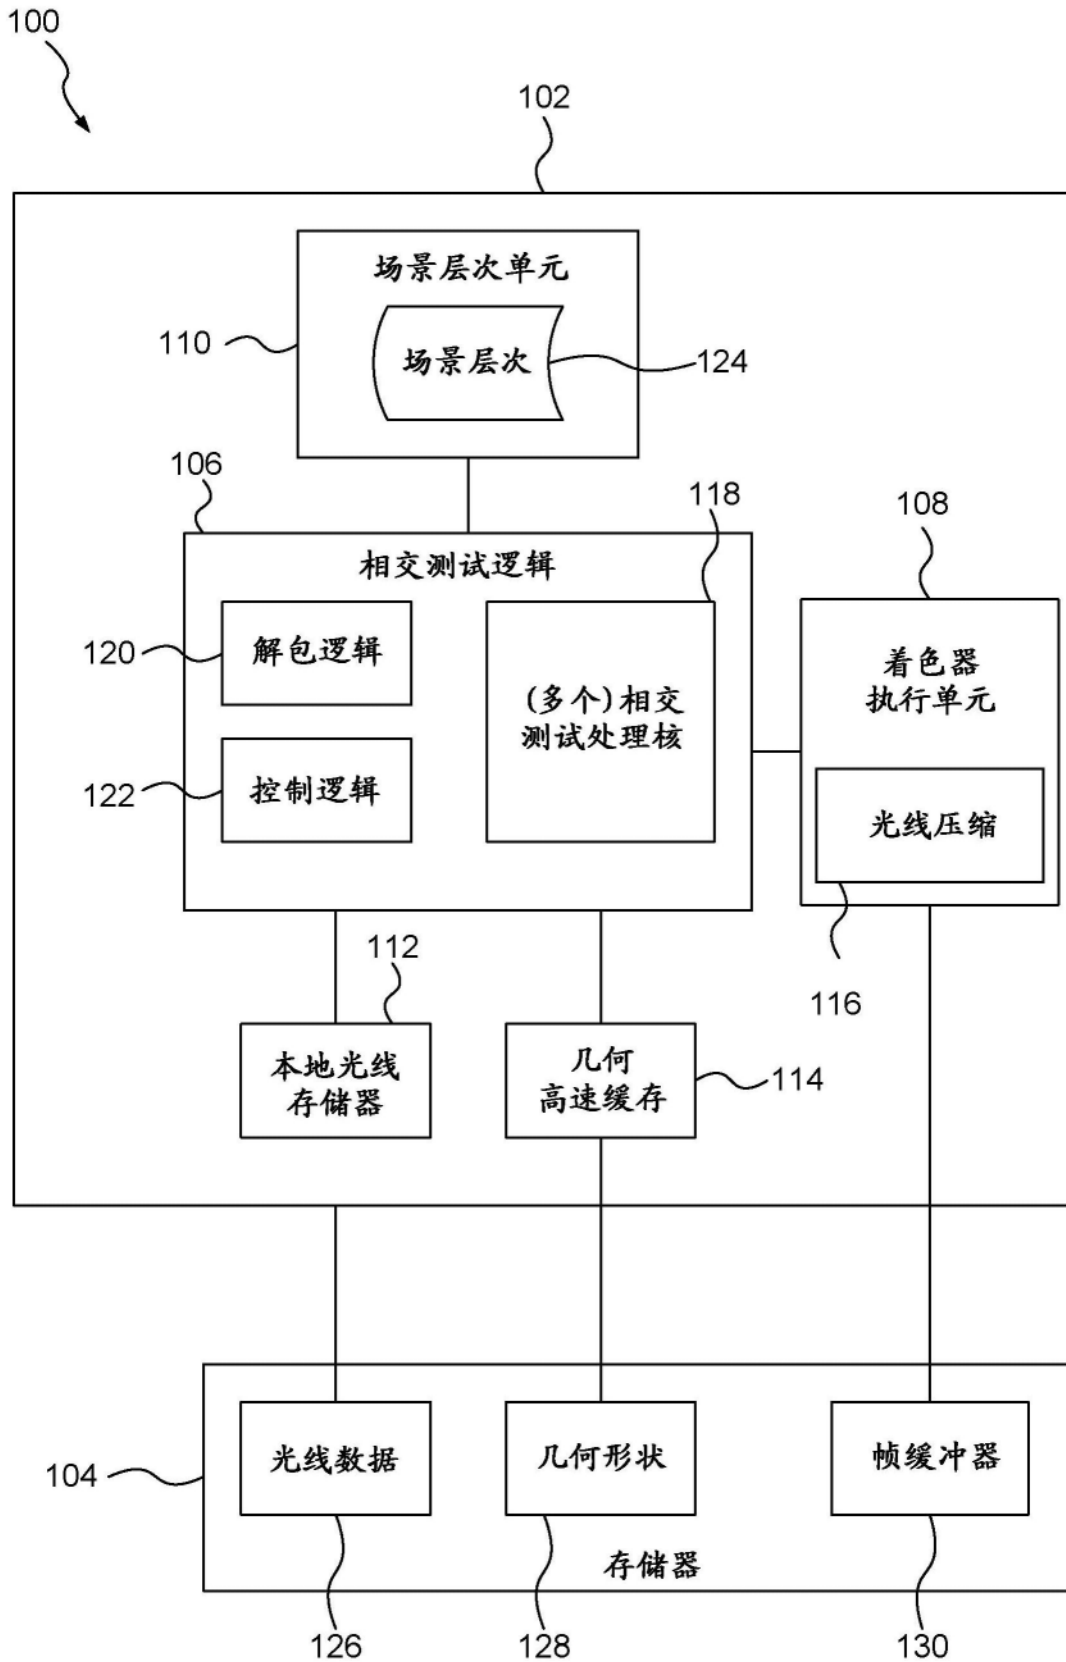 100
102
场景层次单元
110
场景层次
124
106
118
108
相交测试逻辑
120
解包逻辑
(多个)相交
测试处理核
着色器
执行单元
122
控制逻辑
光线压缩
112
116
本地光线
存储器
几何
高速缓存
114
104
光线数据
几何形状
帧缓冲器
存储器
126
128
130